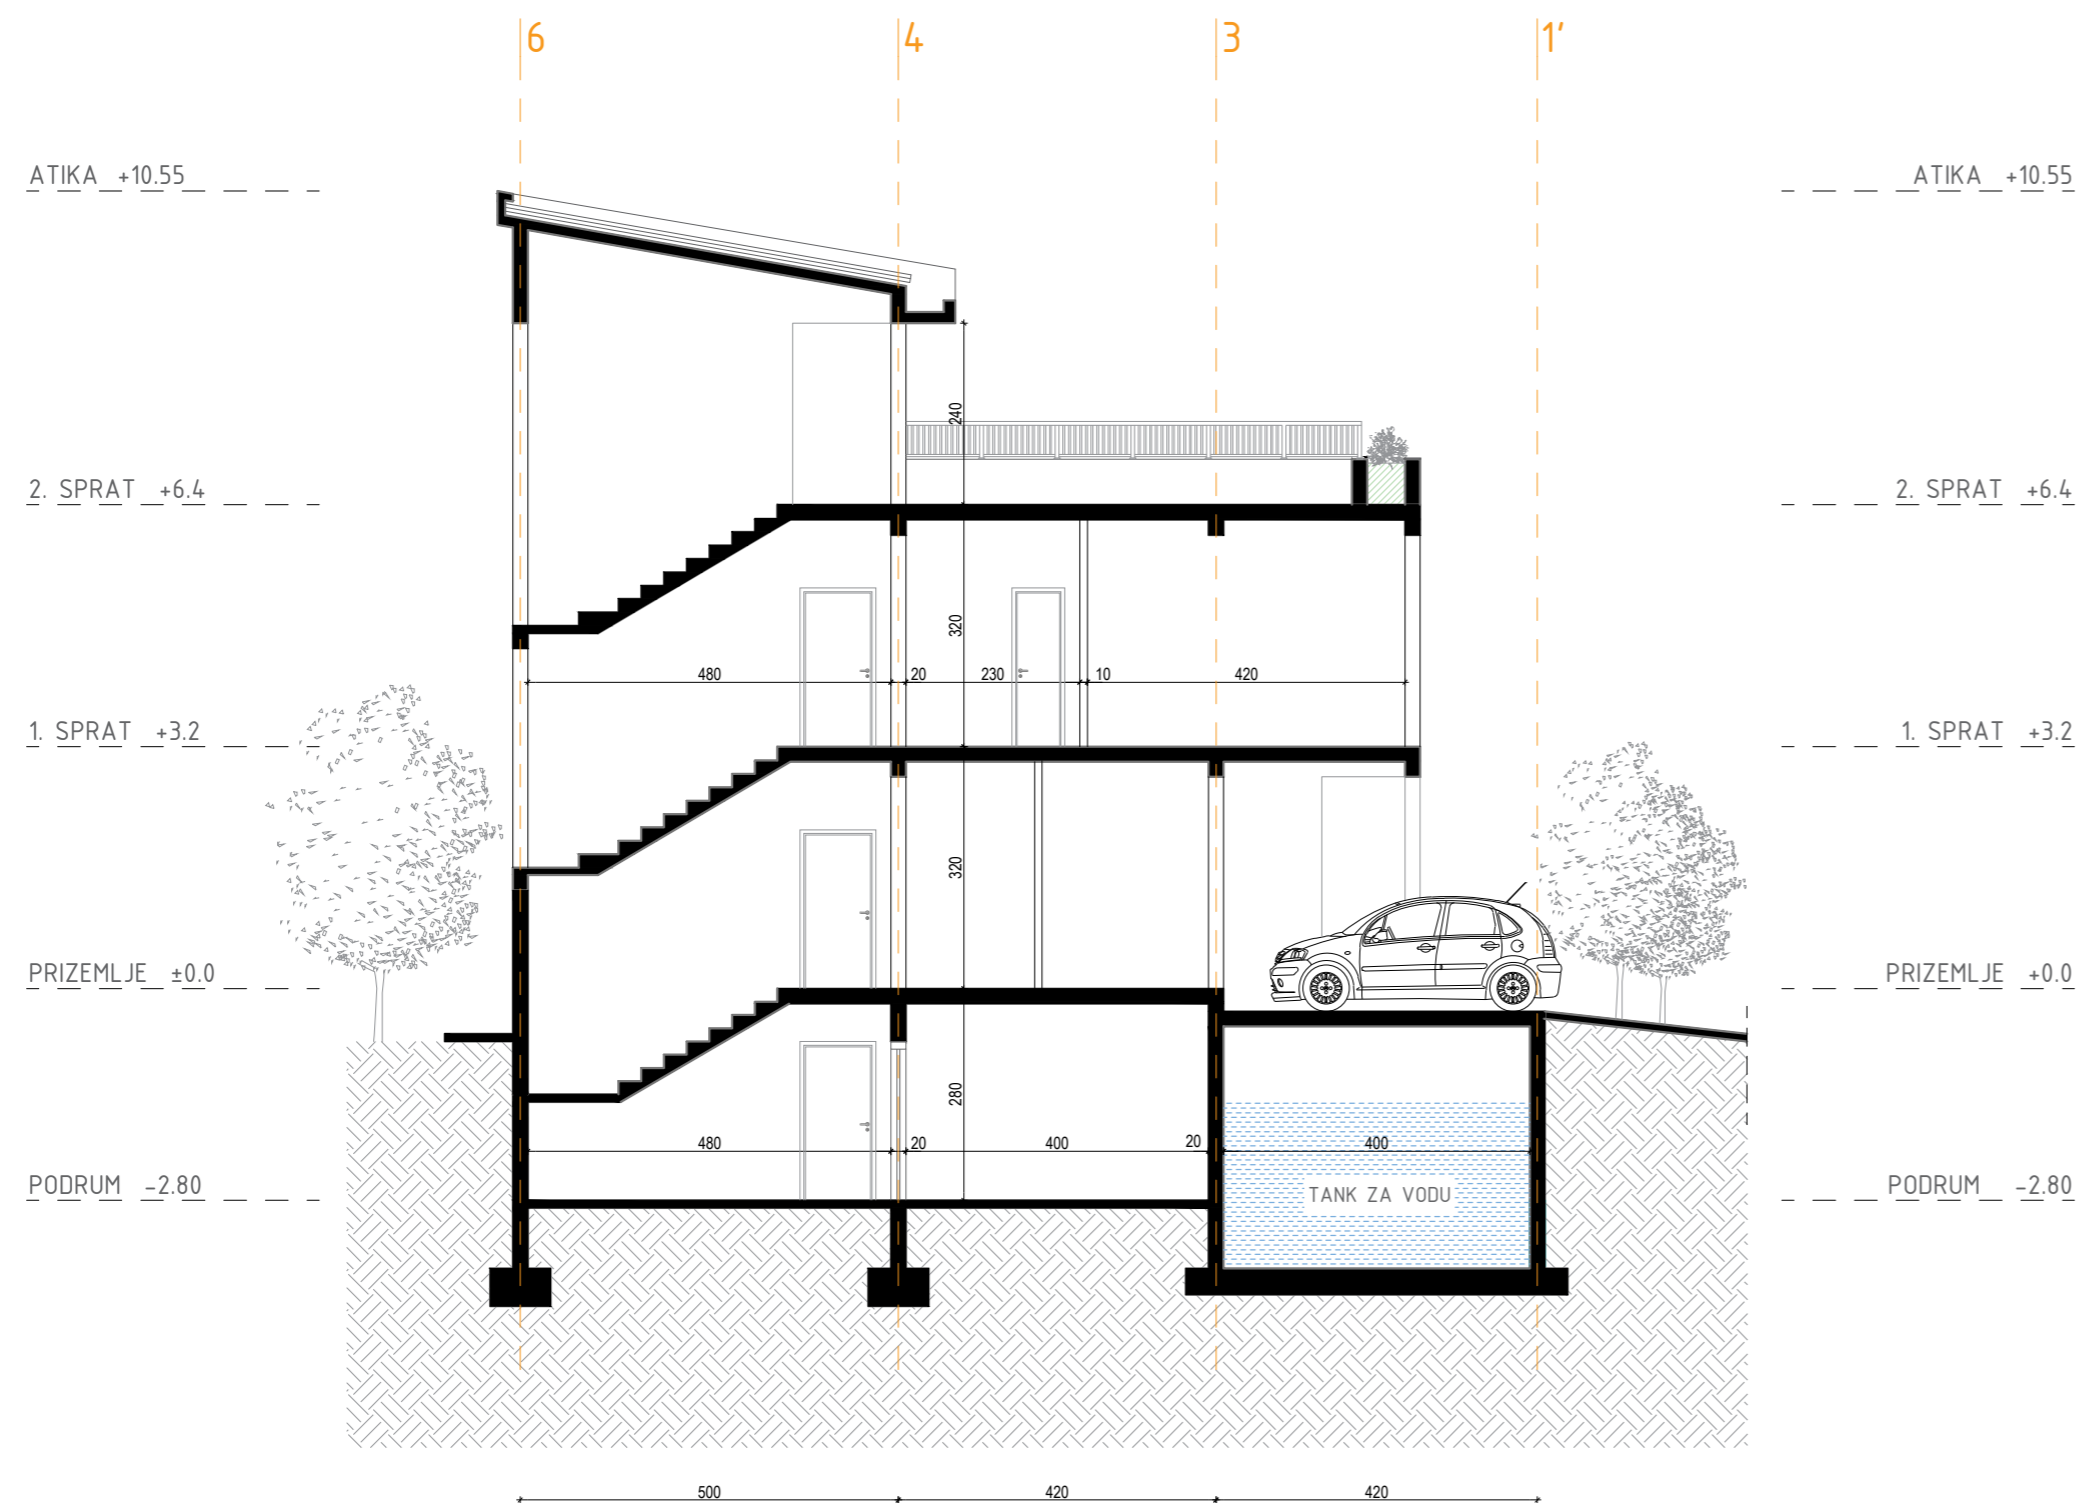 6 4 3 1'
ATIKA +10.55 ATIKA +10.55
240
2. SPRAT +6.4 2. SPRAT +6.4
320
480 20 230 10 420
1. SPRAT +3.2 1. SPRAT +3.2
320
PRIZEMLJE ±0.0 PRIZEMLJE +0.0
280
480 20 400 20 400
PODRUM -2.80 TANK ZA VODU PODRUM -2.80
500 420 420